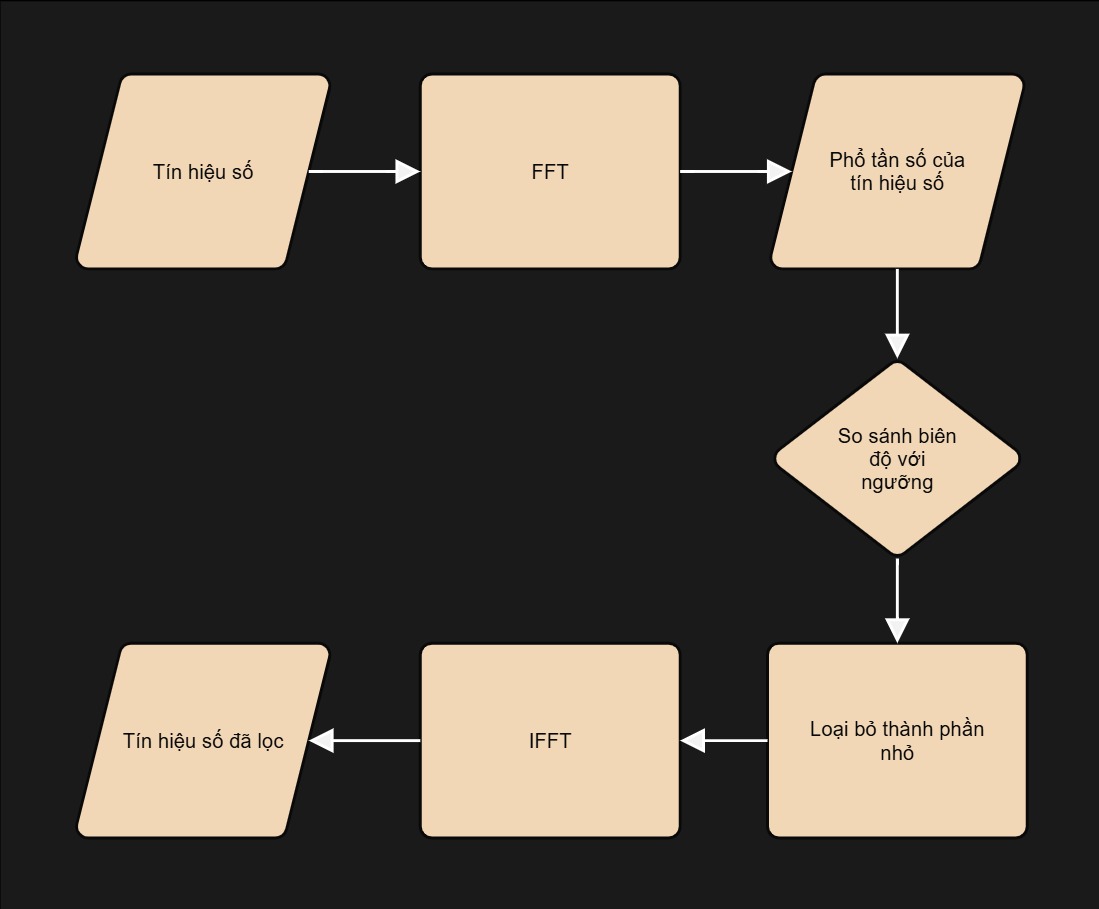 Tín hiệu số
FFT
Phổ tần số của
tín hiệu số
So sánh biên
độ với
ngưỡng
Loại bỏ thành phần
nhỏ
IFFT
Tín hiệu số đã lọc